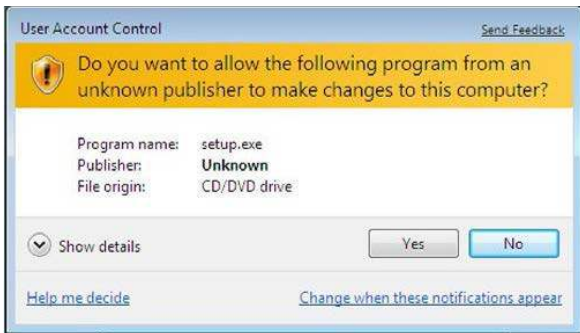 User Account Control
Send Feedback
Do you want to allow the following program from an
unknown publisher to make changes to this computer?
Program name: setup.exe
Publisher: Unknown
File origin: CD/DVD drive
Show details
Yes
No
Help me decide
Change when these notifications appear